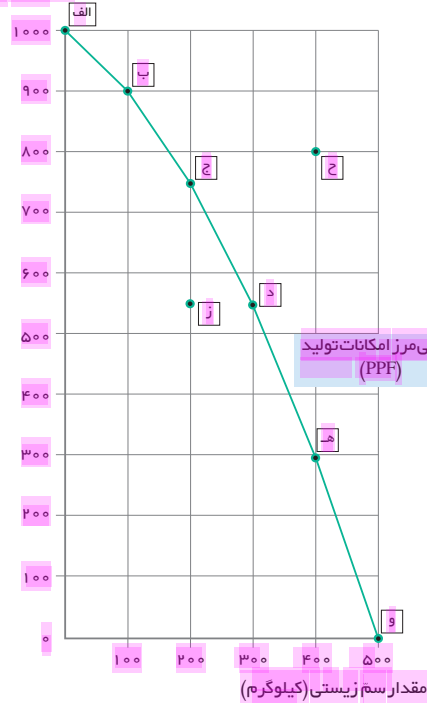 ۱۰۰۰
الف
۹۰۰
ب
۸۰۰
ح
ج
۷۰۰
۶۰۰
د
ز
۵۰۰
مرز امکانات تولید
(PPF)
۴۰۰
۳۰۰
هـ
۲۰۰
۱۰۰
۰
و
۱۰۰ ۲۰۰ ۳۰۰ ۴۰۰ ۵۰۰
مقدار سم زیستی (کیلوگرم)